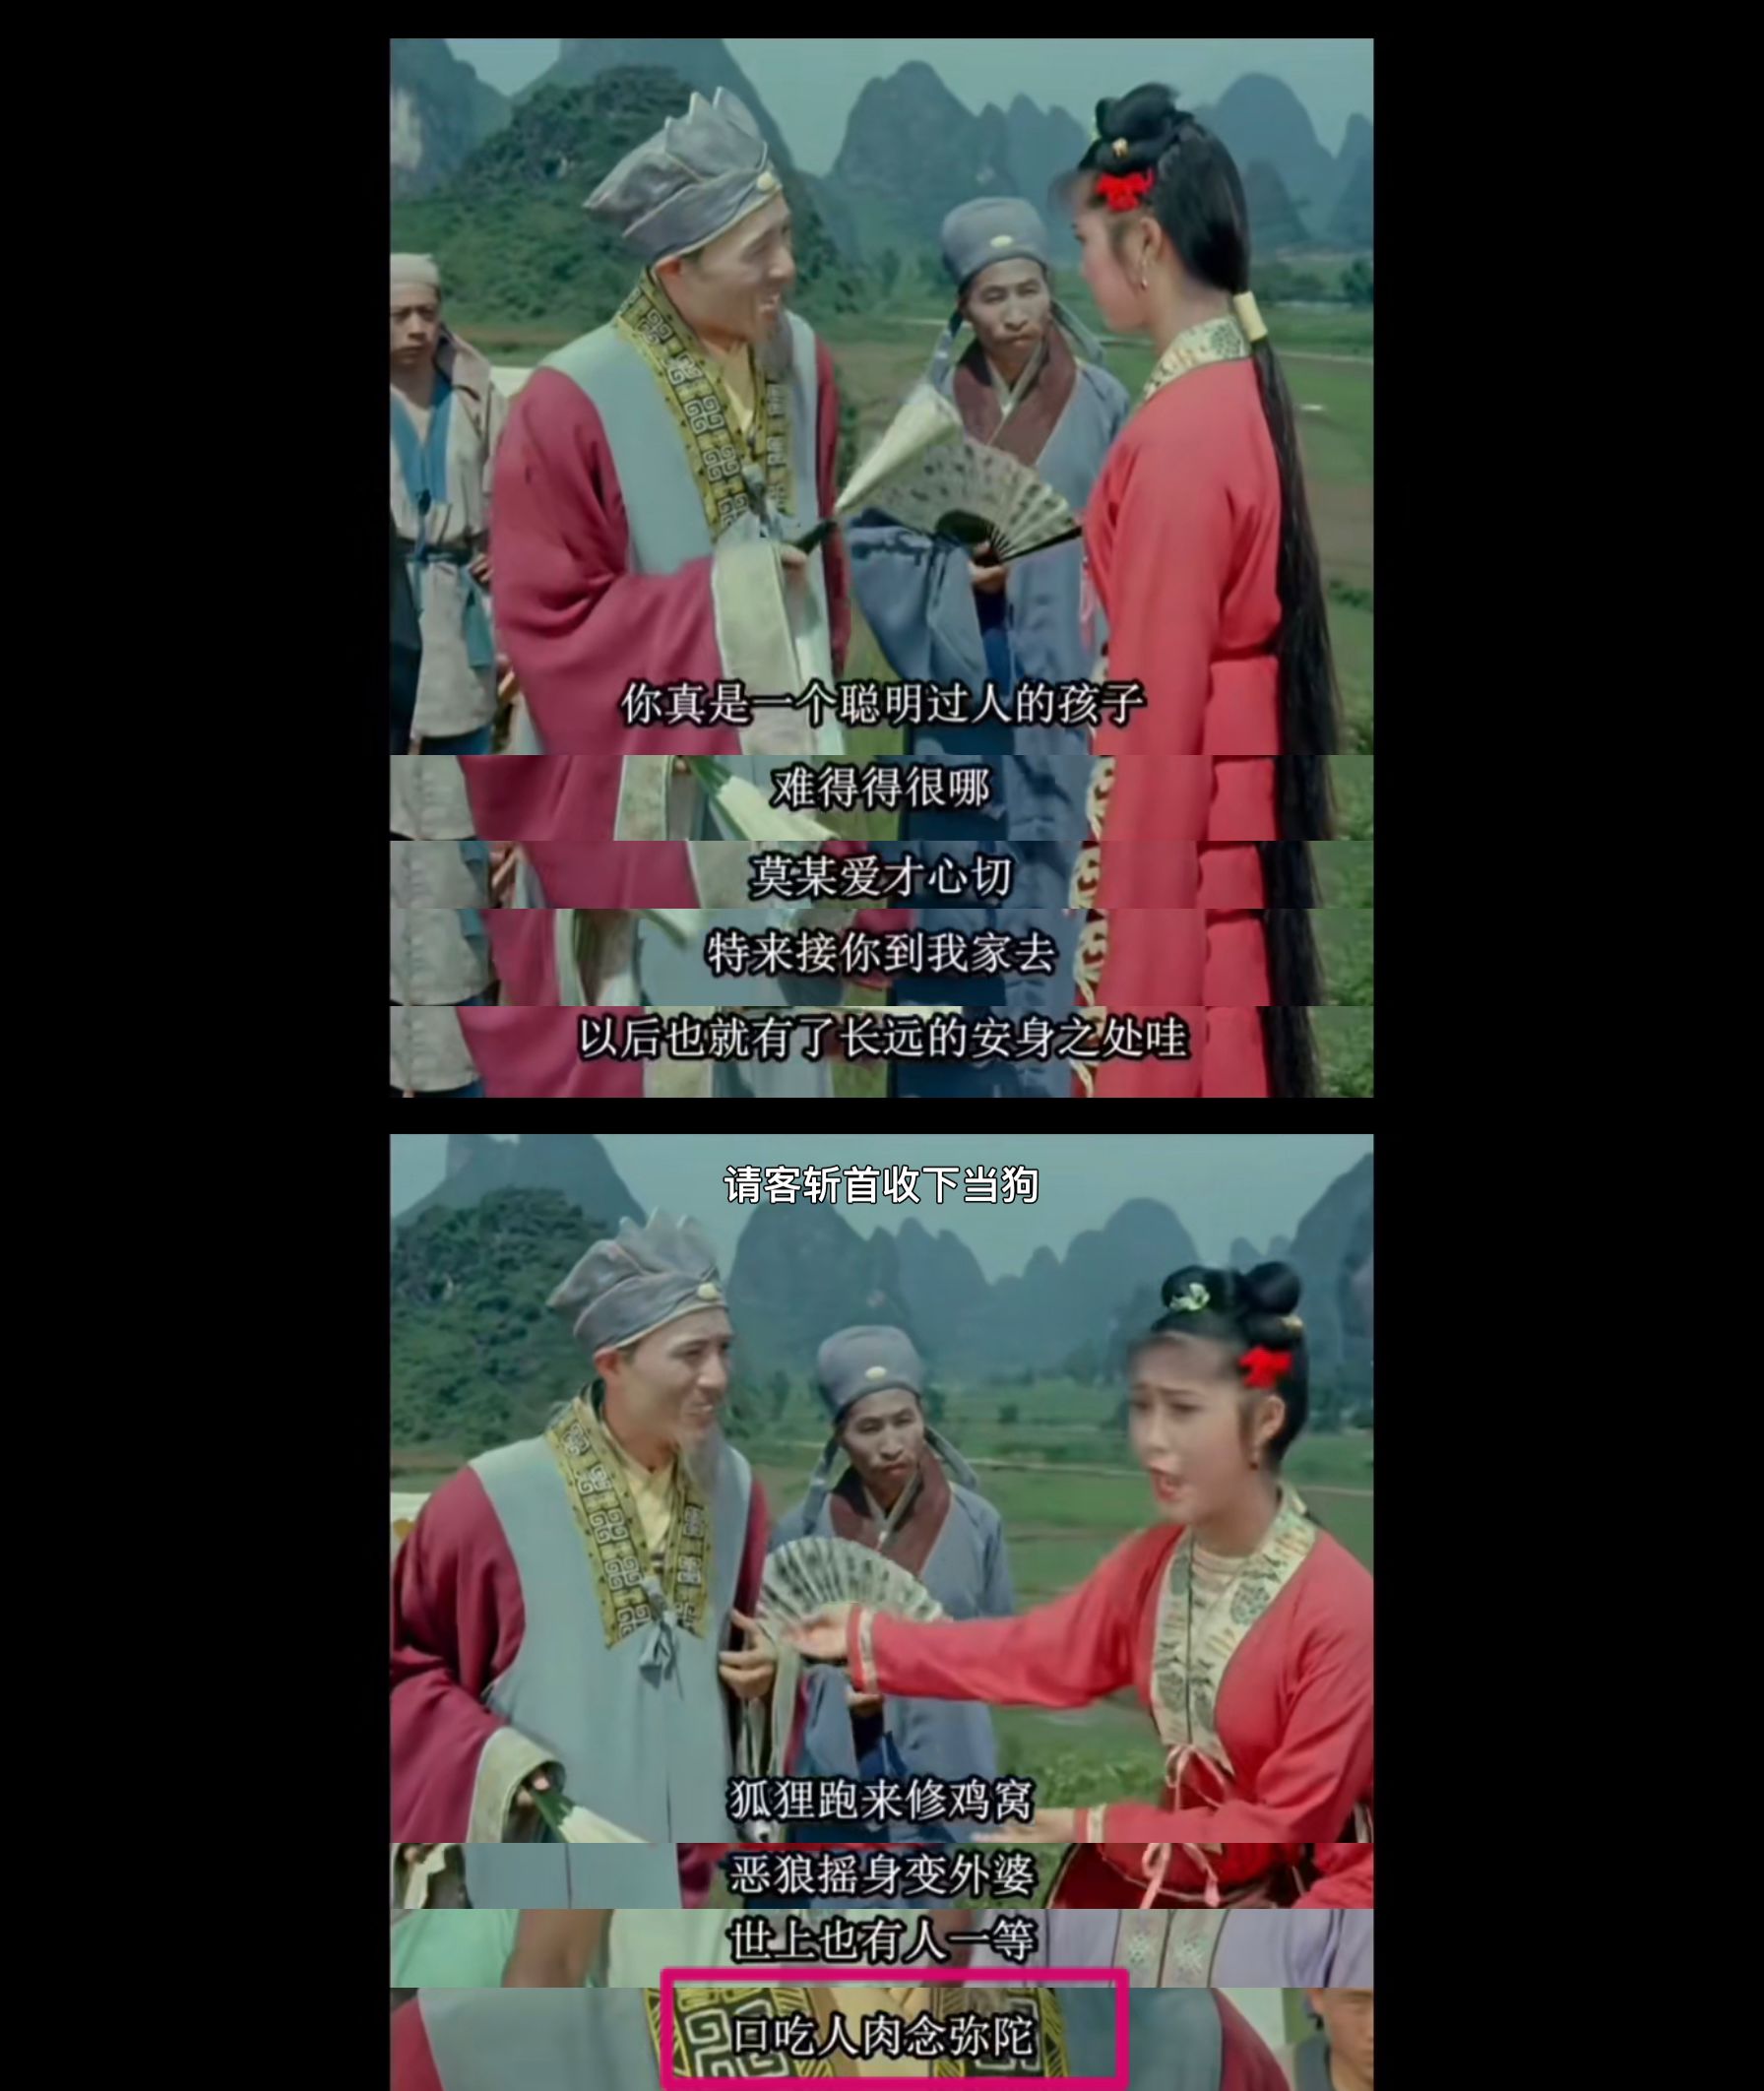 你真是一个聪明过人的孩子
难得得很哪
莫某爱才心切
特来接你到我家去
以后也就有了长远的安身之处哇
请客斩首收下当狗
狐狸跑来修鸡窝
恶狼摇身变外婆
世上也有人一等
口吃人肉念弥陀